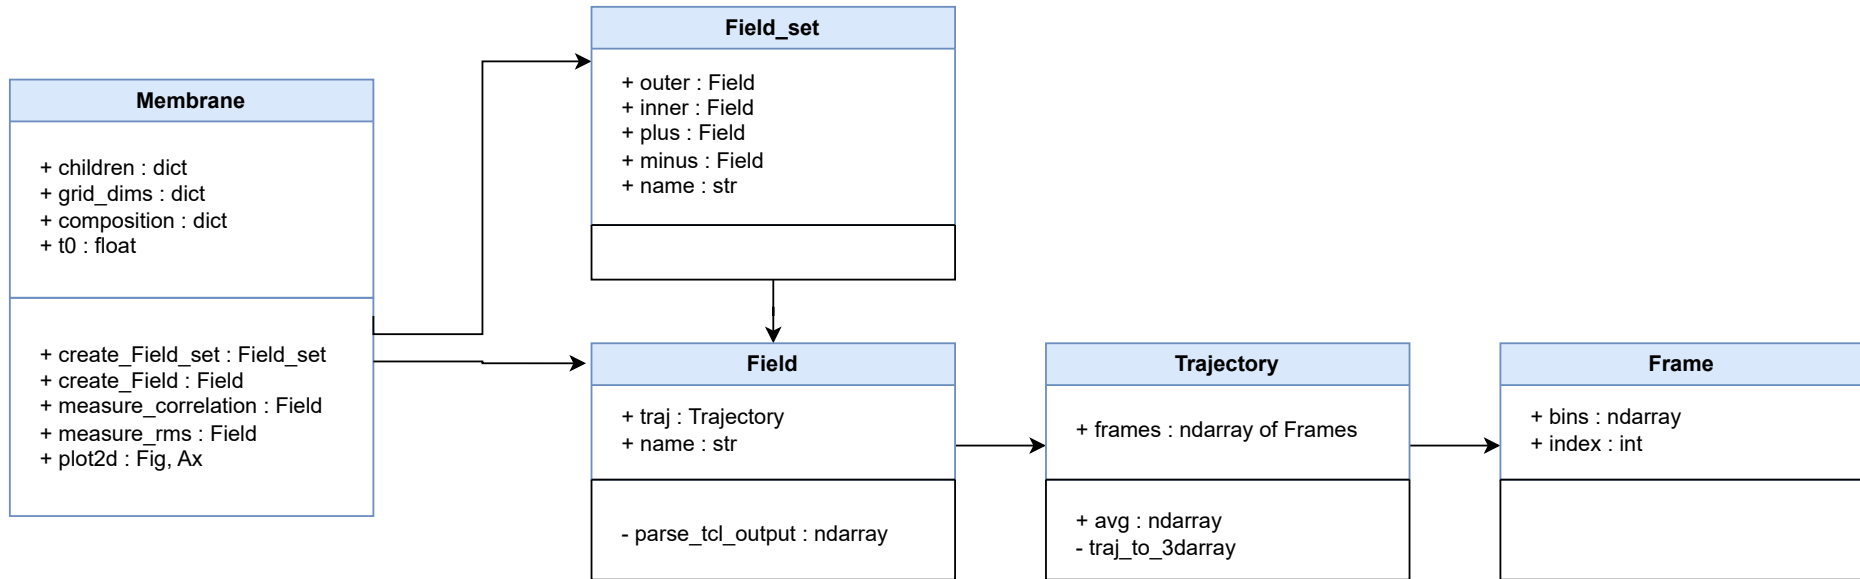 Membrane
+ children : dict
+ grid_dims : dict
+ composition : dict
+ t0 : float
+ create_Field_set : Field_set
+ create_Field : Field
+ measure_correlation : Field
+ measure_rms : Field
+ plot2d : Fig, Ax
Field_set
+ outer : Field
+ inner : Field
+ plus : Field
+ minus : Field
+ name : str
Field
+ traj : Trajectory
+ name : str
- parse_tcl_output : ndarray
Trajectory
+ frames : ndarray of Frames
+ avg : ndarray
- traj_to_3darray
Frame
+ bins : ndarray
+ index : int